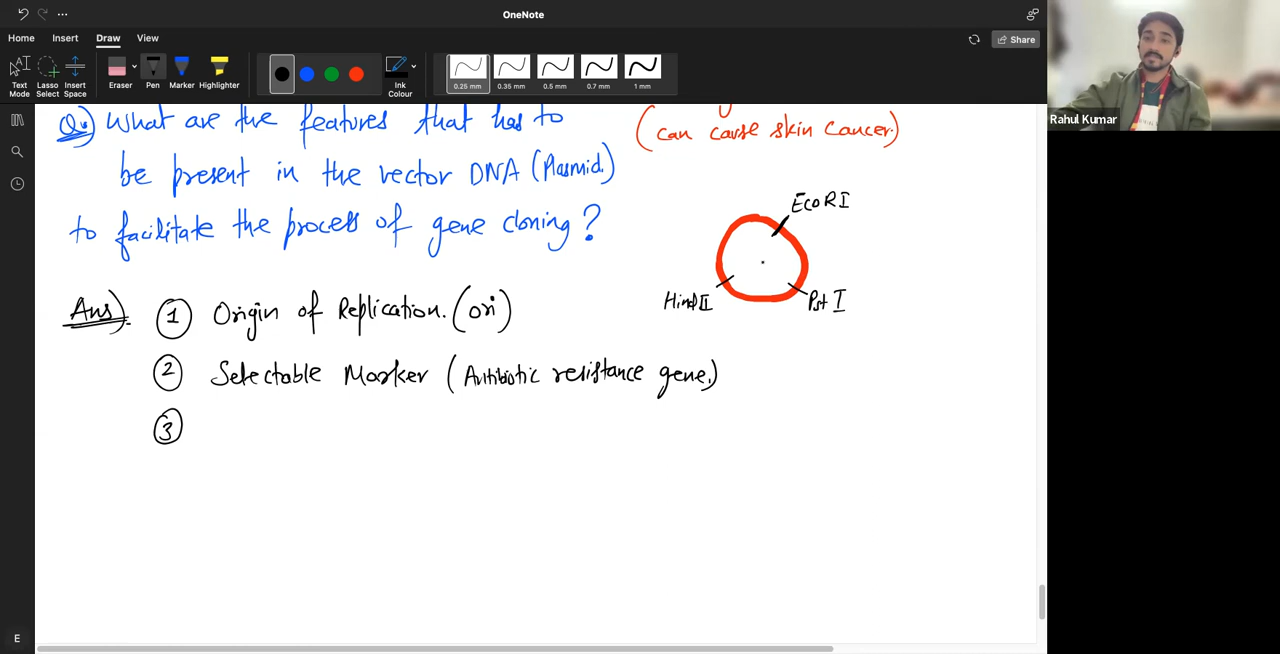 OneNote
Home Insert Draw View
Share
Text Mode
Lasso Select
Insert Space
Eraser
Pen
Marker
Highlighter
Ink Colour
0.25 mm 0.35 mm 0.5 mm 0.7 mm 1 mm
Rahul Kumar
Qs) What are the features that has to
be present in the vector DNA (Plasmid)
to facilitate the process of gene cloning?
(can cause skin cancer.)
EcoRI
Hind II
Pst I
Ans) 1 Origin of Replication. (ori)
2 Selectable Marker (Antibiotic resistance gene.)
3
E